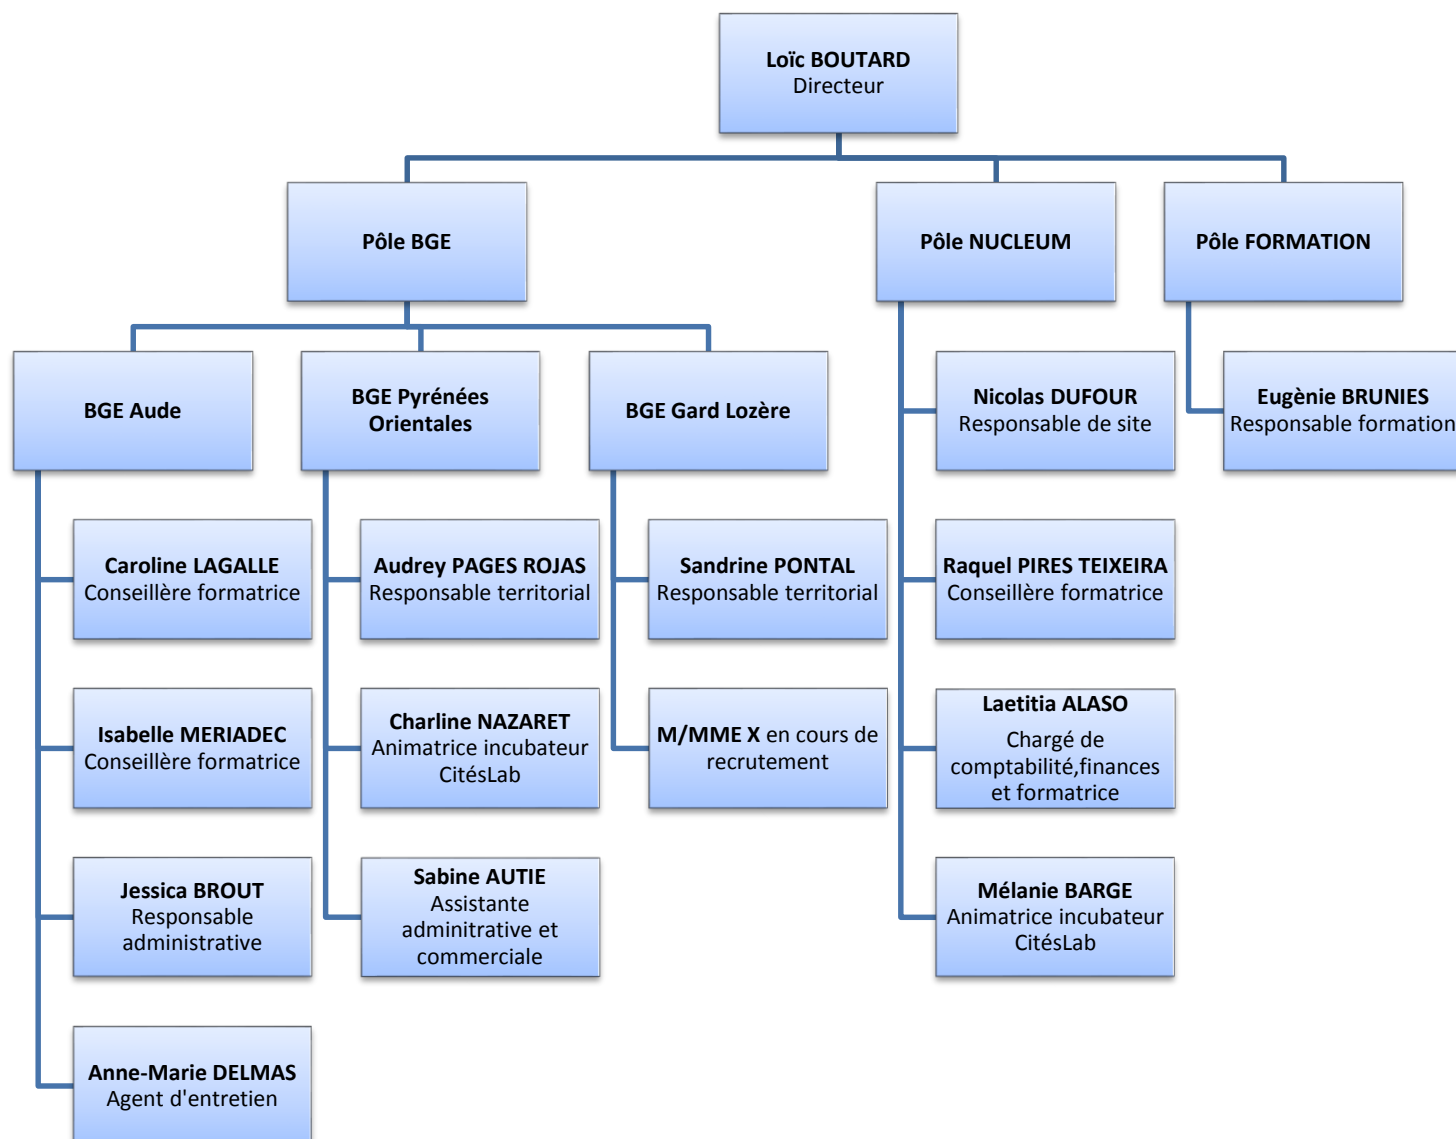 Loïc BOUTARD
Directeur
Pôle BGE
Pôle NUCLEUM
Pôle FORMATION
BGE Aude
BGE Pyrénées
Orientales
BGE Gard Lozère
Nicolas DUFOUR
Responsable de site
Eugènie BRUNIES
Responsable formation
Caroline LAGALLE
Conseillère formatrice
Audrey PAGES ROJAS
Responsable territorial
Sandrine PONTAL
Responsable territorial
Raquel PIRES TEIXEIRA
Conseillère formatrice
Isabelle MERIADEC
Conseillère formatrice
Charline NAZARET
Animatrice incubateur
CitésLab
M/MME X en cours de
recrutement
Laetitia ALASO
Chargé de
comptabilité,finances
et formatrice
Jessica BROUT
Responsable
administrative
Sabine AUTIE
Assistante
adminitrative et
commerciale
Mélanie BARGE
Animatrice incubateur
CitésLab
Anne-Marie DELMAS
Agent d'entretien